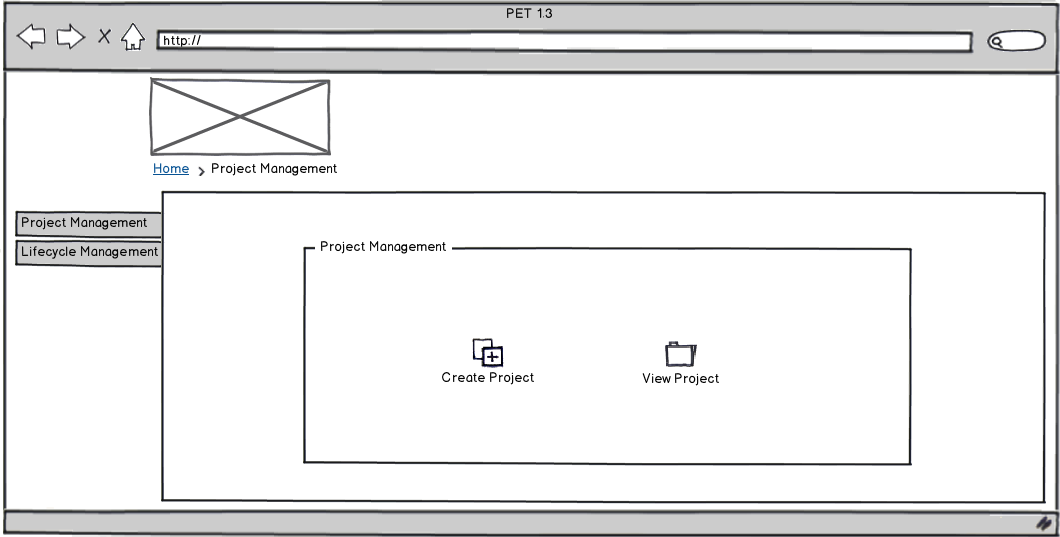 PET 1.3
http://
Home > Project Management
Project Management
Lifecycle Management
Project Management
Create Project
View Project